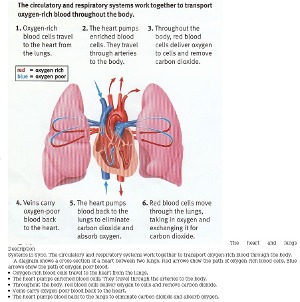 The circulatory and respiratory systems work together to transport
oxygen-rich blood throughout the body.
1. Oxygen-rich
blood cells travel
to the heart from
the lungs.
2. The heart pumps
enriched blood
cells. They travel
through arteries
to the body.
3. Throughout the
body, red blood
cells deliver oxygen
to cells and remove
carbon dioxide.
red = oxygen rich
blue = oxygen poor
4. Veins carry
oxygen-poor
blood back to
the heart.
5. The heart pumps
blood back to the
lungs to eliminate
carbon dioxide and
absorb oxygen.
6. Red blood cells move
through the lungs,
taking in oxygen and
exchanging it for
carbon dioxide.
The heart and lungs
Description
Systems in Sync. The circulatory and respiratory systems work together to transport oxygen-rich blood throughout the body.
A diagram shows a cross-section of a heart between two lungs. Red arrows show the path of oxygen rich blood cells. Blue
arrows show the path of oxygen poor blood.
• Oxygen-rich blood cells travel to the heart from the lungs.
• The heart pumps enriched blood cells. They travel through the arteries to the body.
• Throughout the body, red blood cells deliver oxygen to cells and remove carbon dioxide.
• Veins carry oxygen poor blood back to the heart.
• The heart pumps blood back to the lungs to eliminate carbon dioxide and absorb oxygen.